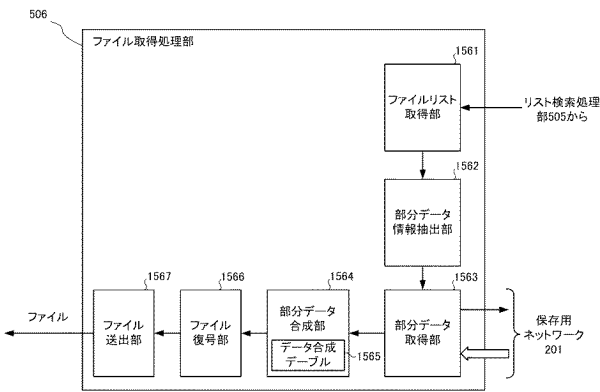 506
ファイル取得処理部
1561
ファイルリスト
取得部
リスト検索処理
部505から
1562
部分データ
情報抽出部
1567
1566
1564
1563
ファイル
ファイル
送出部
ファイル
復号部
部分データ
合成部
データ合成
テーブル
1565
部分データ
取得部
保存用
ネットワーク
201